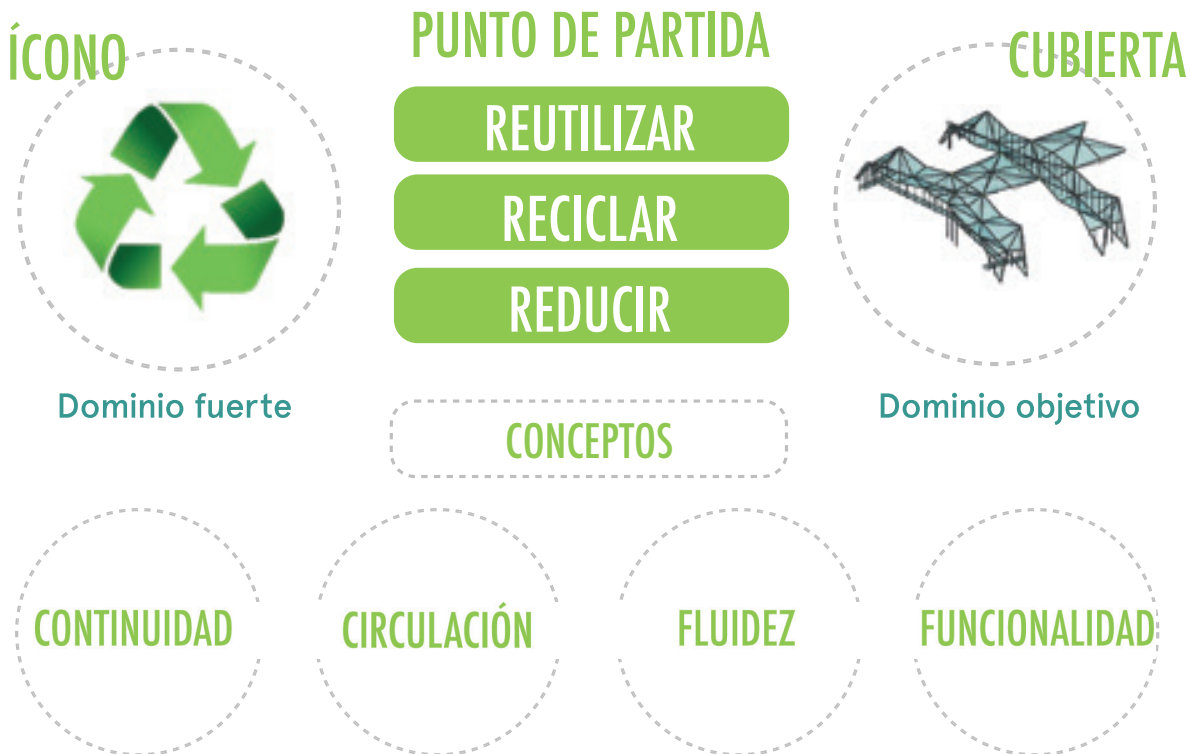 ÍCONO
PUNTO DE PARTIDA
CUBIERTA
REUTILIZAR
RECICLAR
REDUCIR
Dominio fuerte
Dominio objetivo
CONCEPTOS
CONTINUIDAD
CIRCULACIÓN
FLUIDEZ
FUNCIONALIDAD